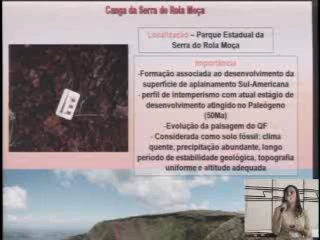 Canga da Serra do Rola Moça
Localização – Parque Estadual da
Serra do Rola Moça
Importância
-Formação associada ao desenvolvimento da
superfície de aplainamento Sul-Americana
- perfil de intemperismo com atual estágio de
desenvolvimento atingido no Paleógeno
(50Ma)
-Evolução da paisagem do QF
- Considerada como solo fóssil: clima
quente, precipitação abundante, longo
período de estabilidade geológica, topografia
uniforme e altitude adequada